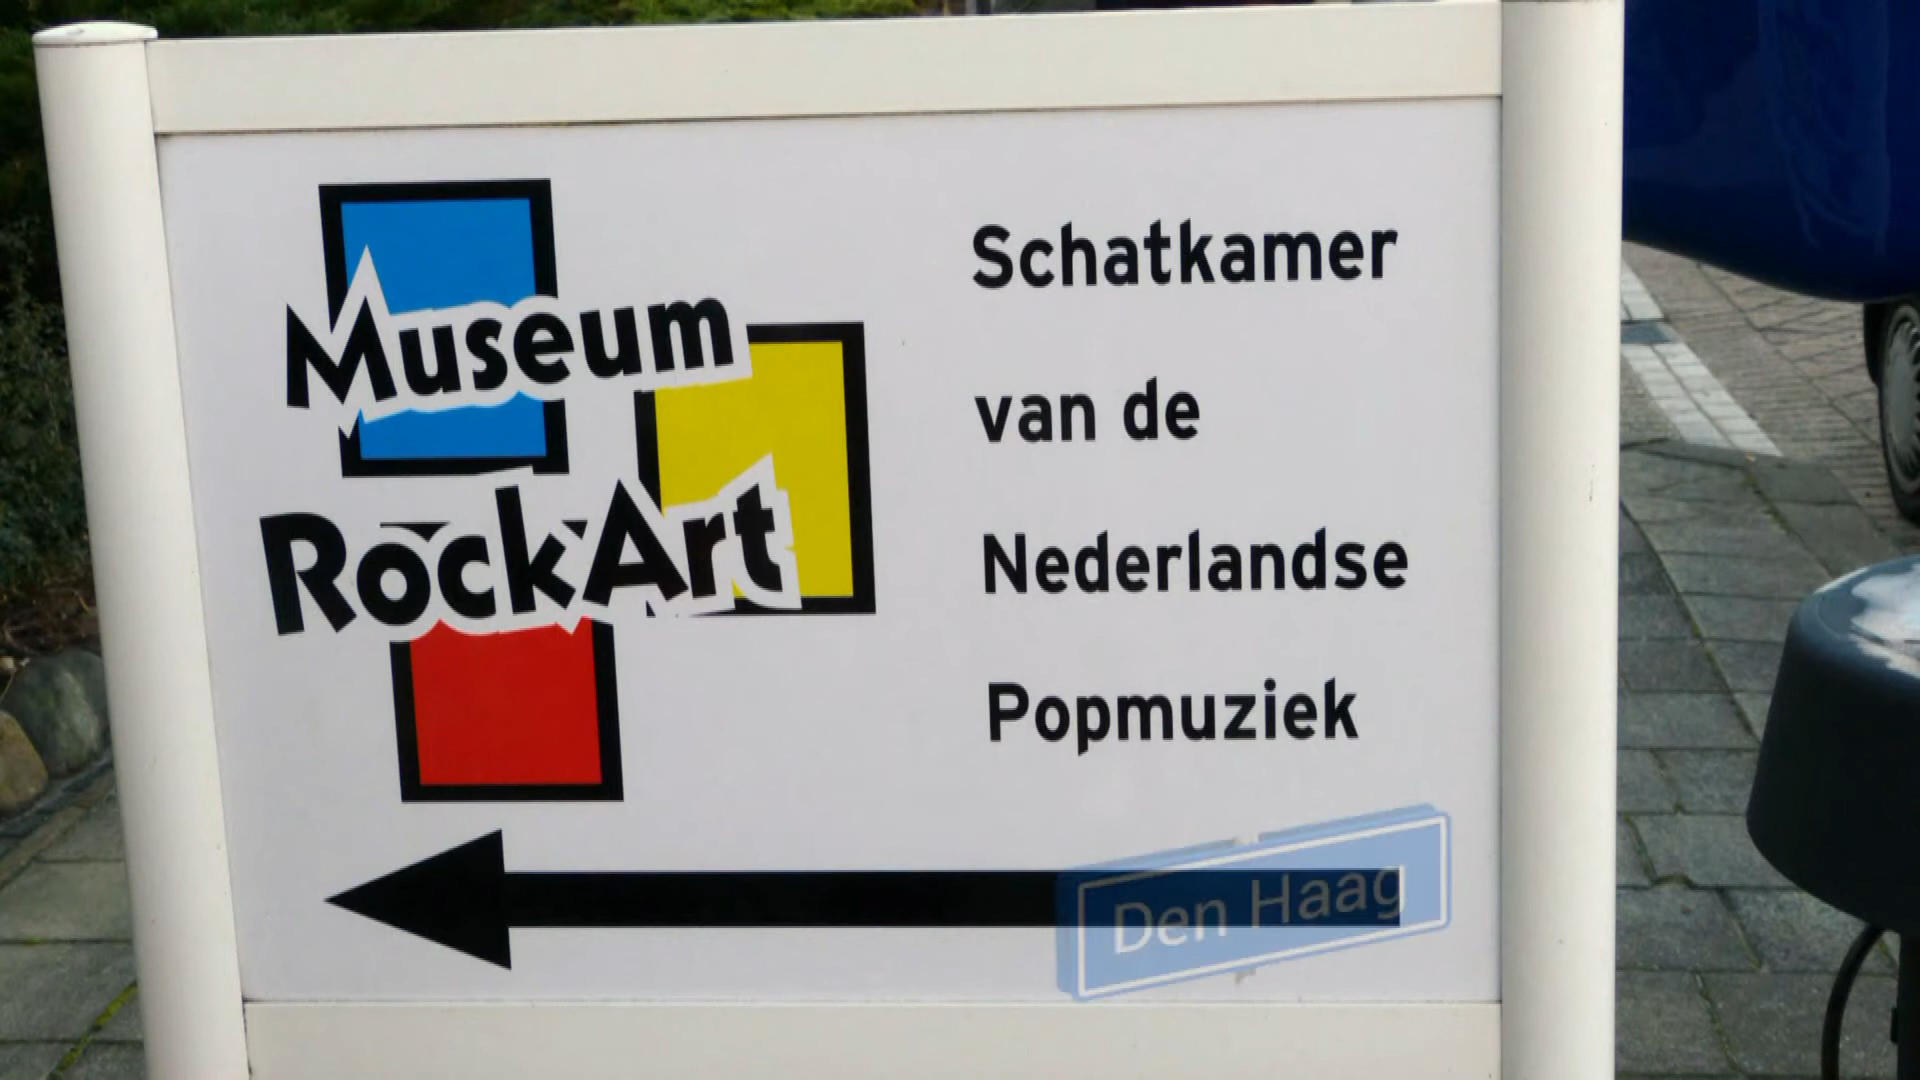 Museum
RockArt
Schatkamer
van de
Nederlandse
Popmuziek
Den Haag